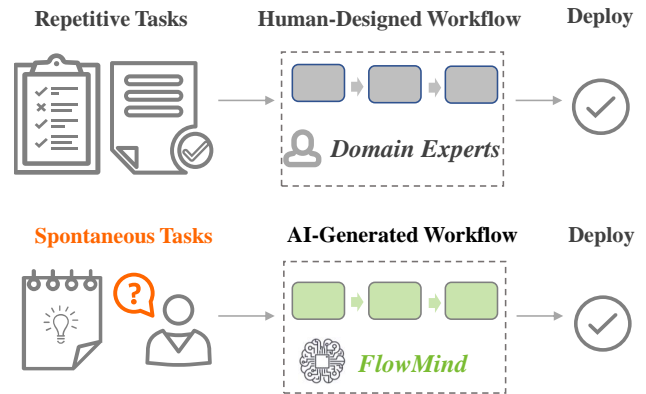 Repetitive Tasks
Human-Designed Workflow
Deploy
Domain Experts
Spontaneous Tasks
AI-Generated Workflow
Deploy
?
FlowMind